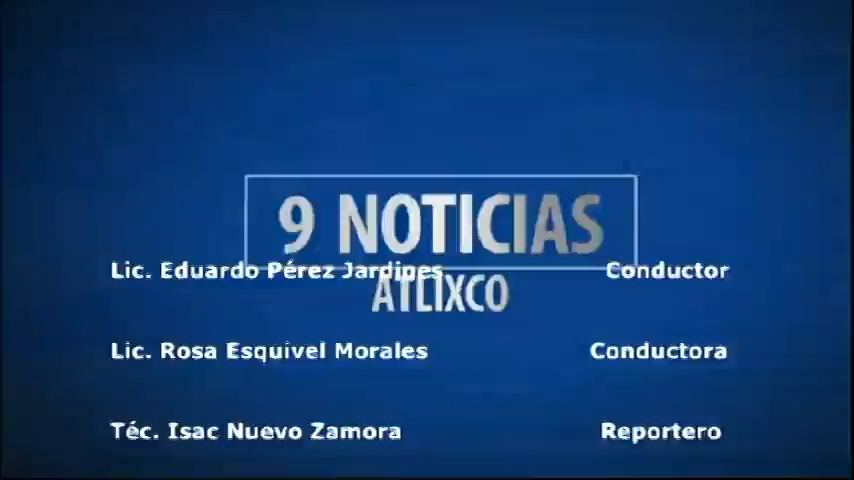 9 NOTICIAS
Lic. Eduardo Pérez Jardines Conductor
ATLIXCO
Lic. Rosa Esquivel Morales Conductora
Téc. Isac Nuevo Zamora Reportero